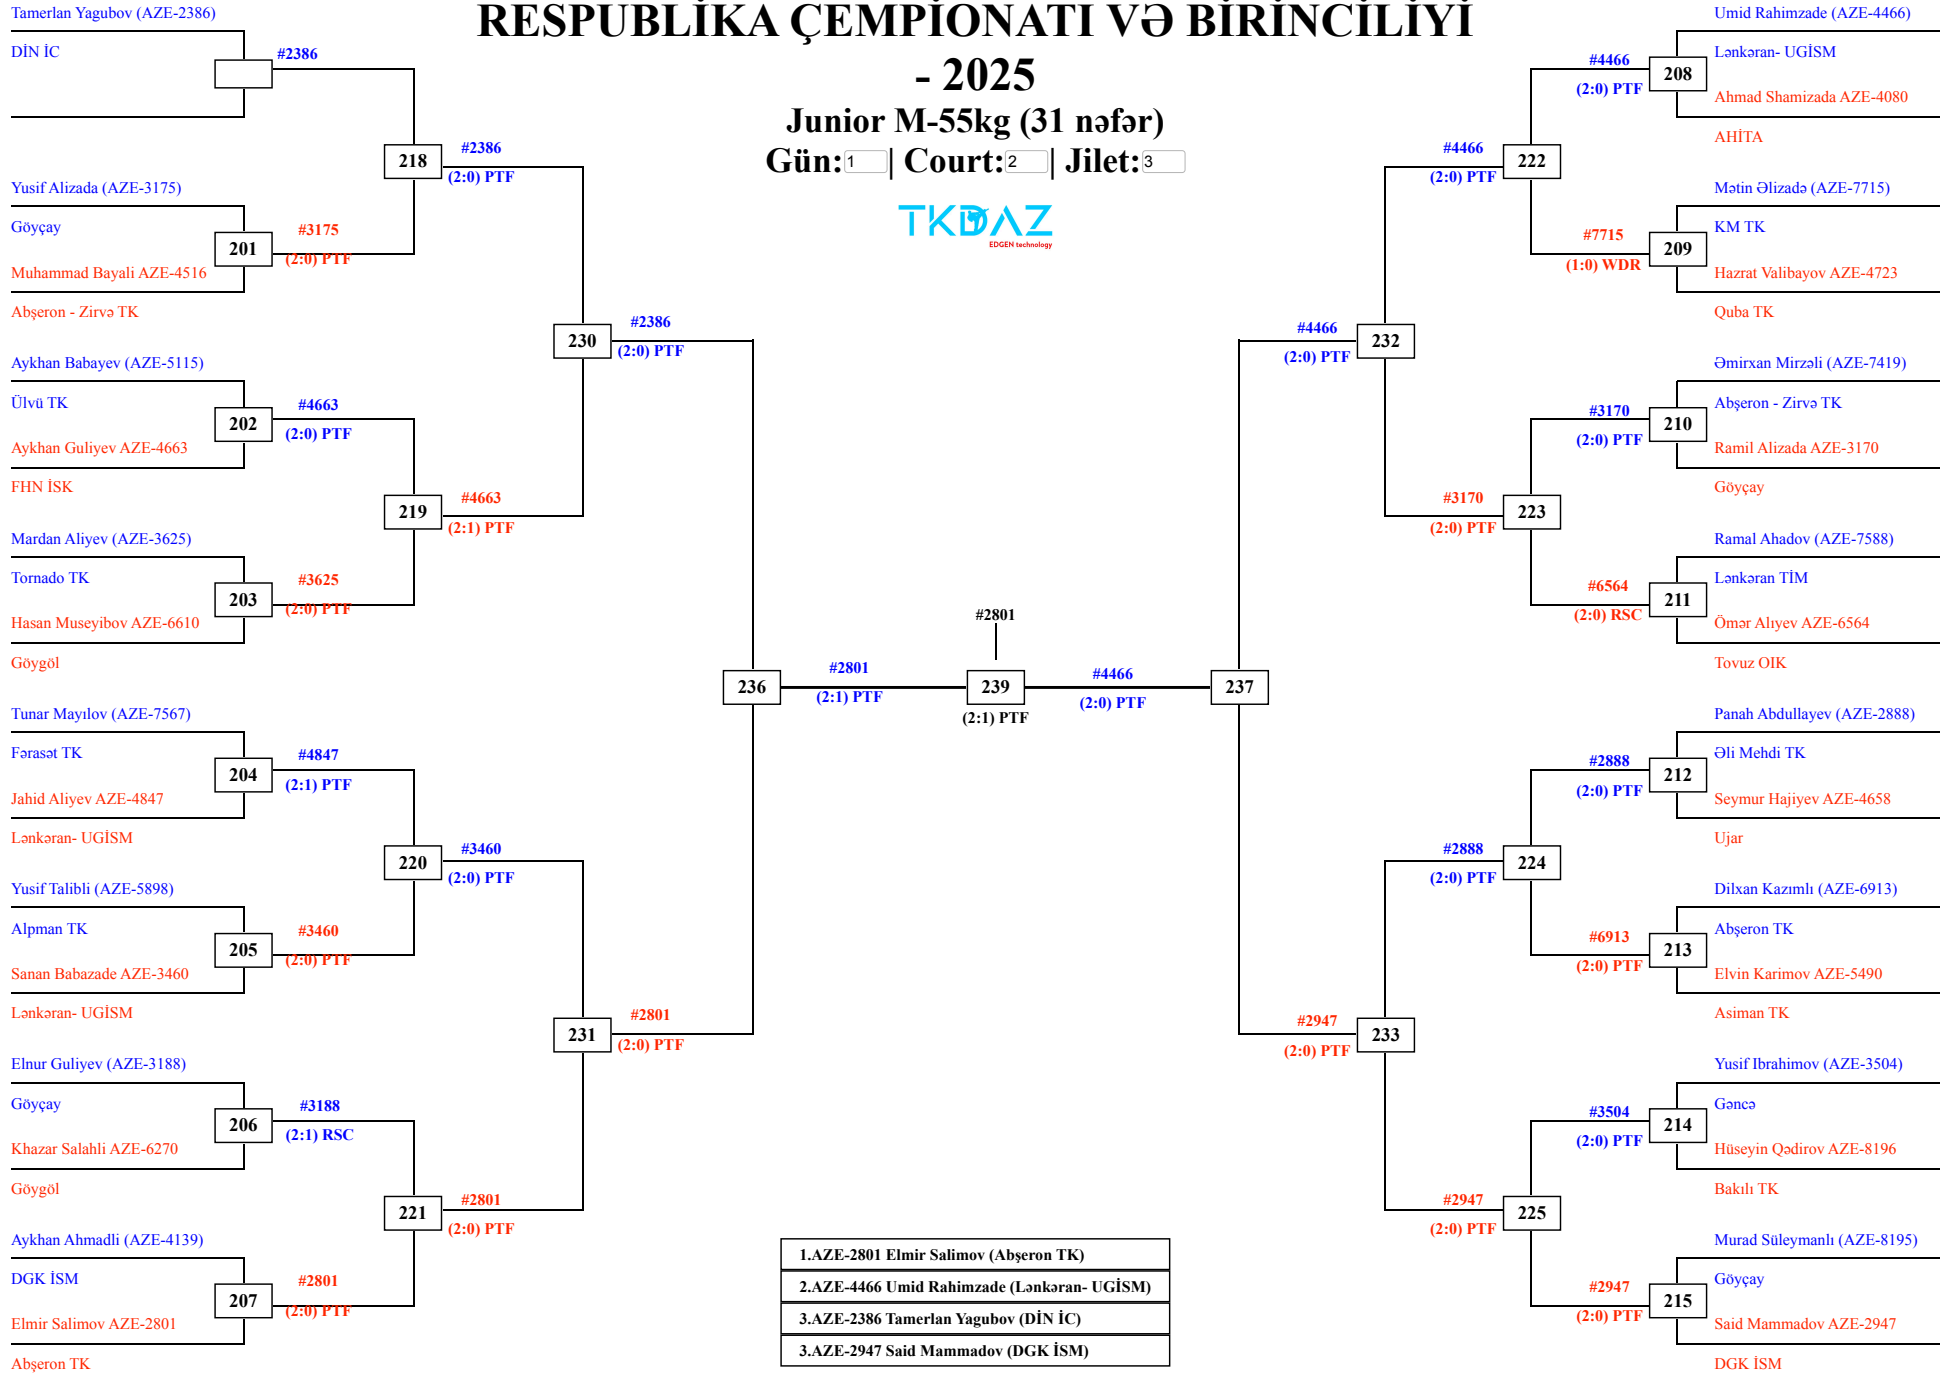 RESPUBLİKA ÇEMPİONATI VƏ BİRİNCİLİYİ
- 2025
Junior M-55kg (31 nəfər)
Gün: 1 | Court: 2 | Jilet: 3
TKDAZ
EDGEN technology
Tamerlan Yagubov (AZE-2386)
DİN İC
#2386
218
#2386
(2:0) PTF
Yusif Alizada (AZE-3175)
Göyçay
201
#3175
(2:0) PTF
Muhammad Bayali AZE-4516
Abşeron - Zirvə TK
230
#2386
(2:0) PTF
Aykhan Babayev (AZE-5115)
Ülvü TK
202
#4663
(2:0) PTF
Aykhan Guliyev AZE-4663
FHN İSK
219
#4663
(2:1) PTF
Mardan Aliyev (AZE-3625)
Tornado TK
203
#3625
(2:0) PTF
Hasan Museyibov AZE-6610
Göygöl
236
#2801
(2:1) PTF
Tunar Mayılov (AZE-7567)
Fərasət TK
204
#4847
(2:1) PTF
Jahid Aliyev AZE-4847
Lənkəran- UGİSM
220
#3460
(2:0) PTF
Yusif Talibli (AZE-5898)
Alpman TK
205
#3460
(2:0) PTF
Sanan Babazade AZE-3460
Lənkəran- UGİSM
231
#2801
(2:0) PTF
Elnur Guliyev (AZE-3188)
Göyçay
206
#3188
(2:1) RSC
Khazar Salahli AZE-6270
Göygöl
221
#2801
(2:0) PTF
Aykhan Ahmadli (AZE-4139)
DGK İSM
207
#2801
(2:0) PTF
Elmir Salimov AZE-2801
Abşeron TK
#2801
239
(2:1) PTF
#4466
(2:0) PTF
237
Umid Rahimzade (AZE-4466)
Lənkəran- UGİSM
#4466
(2:0) PTF
208
Ahmad Shamizada AZE-4080
AHİTA
#4466
(2:0) PTF
222
Mətin Əlizadə (AZE-7715)
KM TK
#7715
(1:0) WDR
209
Hazrat Valibayov AZE-4723
Quba TK
#4466
(2:0) PTF
232
Əmirxan Mirzəli (AZE-7419)
Abşeron - Zirvə TK
#3170
(2:0) PTF
210
Ramil Alizada AZE-3170
Göyçay
#3170
(2:0) PTF
223
Ramal Ahadov (AZE-7588)
Lənkəran TİM
#6564
(2:0) RSC
211
Ömər Alıyev AZE-6564
Tovuz OIK
Panah Abdullayev (AZE-2888)
Əli Mehdi TK
#2888
(2:0) PTF
212
Seymur Hajiyev AZE-4658
Ujar
#2888
(2:0) PTF
224
Dilxan Kazımlı (AZE-6913)
Abşeron TK
#6913
(2:0) PTF
213
Elvin Karimov AZE-5490
Asiman TK
#2947
(2:0) PTF
233
Yusif Ibrahimov (AZE-3504)
Gəncə
#3504
(2:0) PTF
214
Hüseyin Qədirov AZE-8196
Bakılı TK
#2947
(2:0) PTF
225
Murad Süleymanlı (AZE-8195)
Göyçay
#2947
(2:0) PTF
215
Said Mammadov AZE-2947
DGK İSM
1.AZE-2801 Elmir Salimov (Abşeron TK)
2.AZE-4466 Umid Rahimzade (Lənkəran- UGİSM)
3.AZE-2386 Tamerlan Yagubov (DİN İC)
3.AZE-2947 Said Mammadov (DGK İSM)